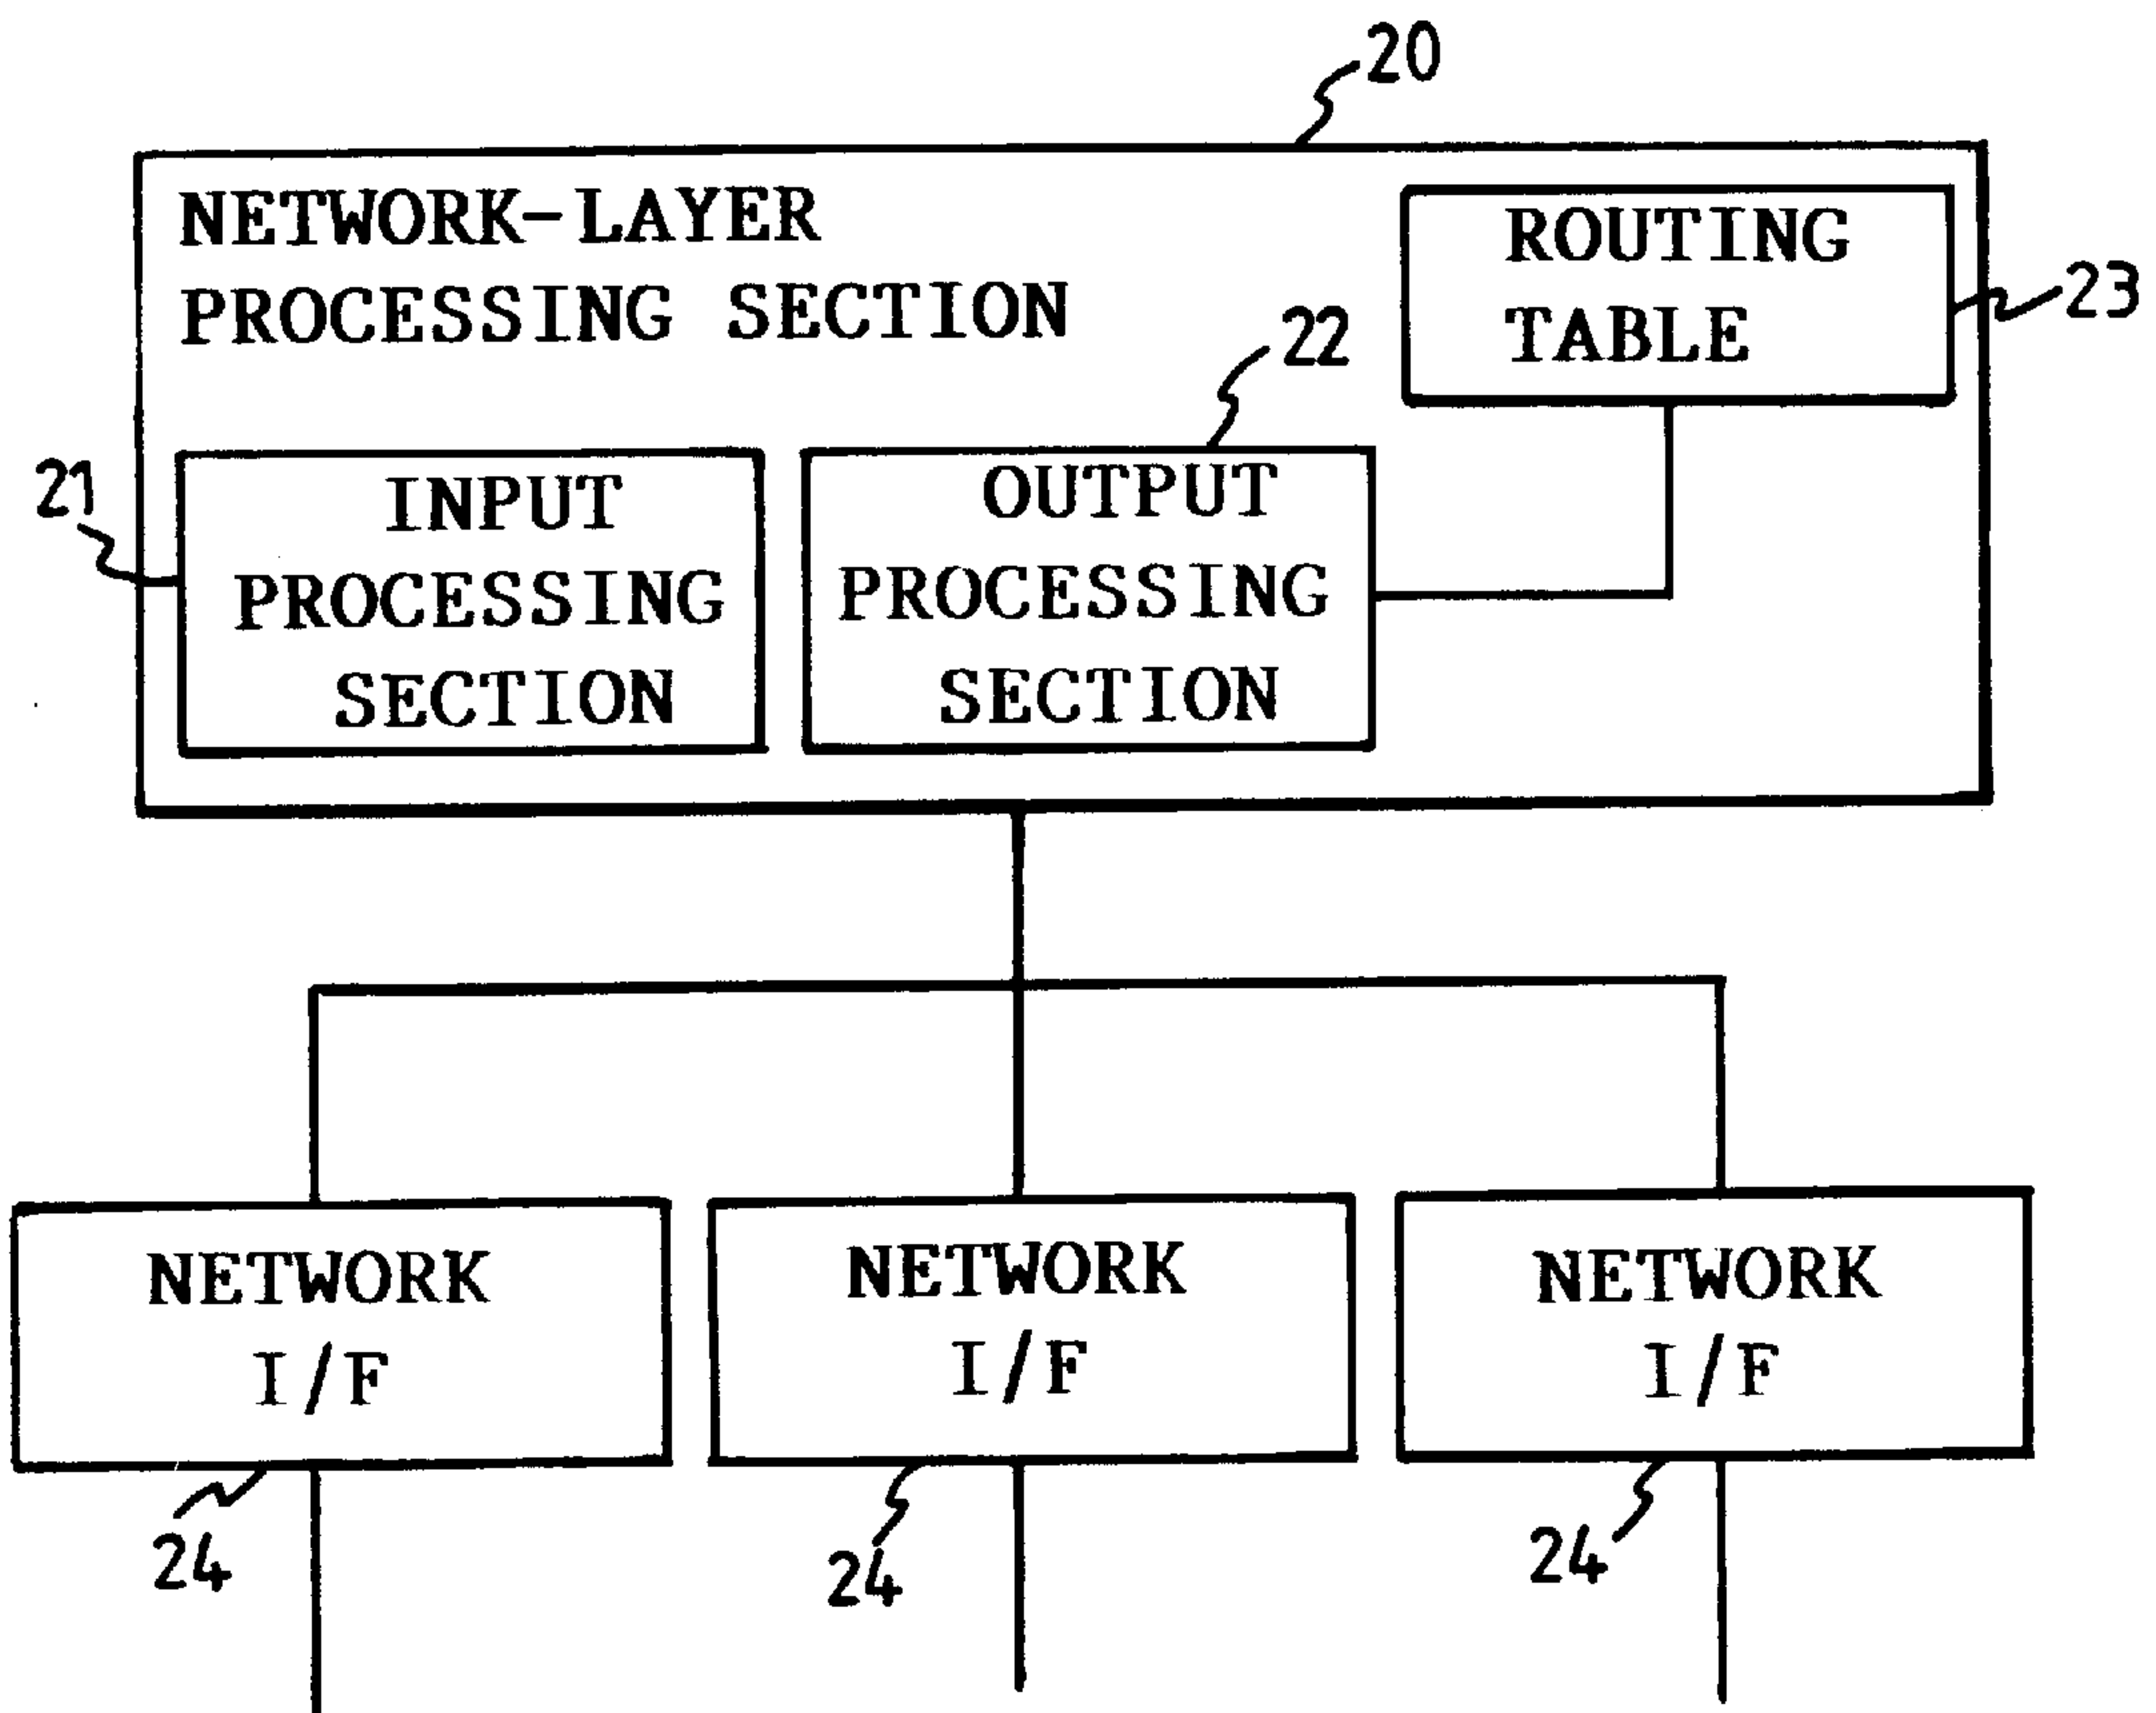 20
NETWORK-LAYER
PROCESSING SECTION
ROUTING
TABLE
23
22
21
INPUT
PROCESSING
SECTION
OUTPUT
PROCESSING
SECTION
NETWORK
I/F
24
NETWORK
I/F
24
NETWORK
I/F
24